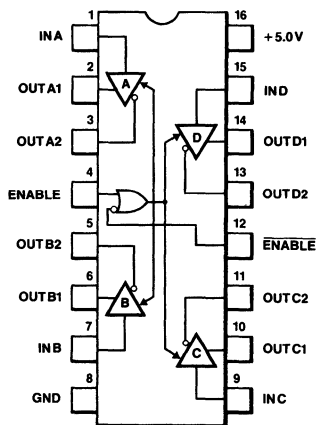 1 16
INA +5.0V
2 15
OUTA1 A IND
3 14
OUTA2 D OUTD1
4 13
ENABLE OUTD2
5 12
OUTB2 ENABLE
6 11
OUTB1 B OUTC2
7 10
INB C OUTC1
8 9
GND INC